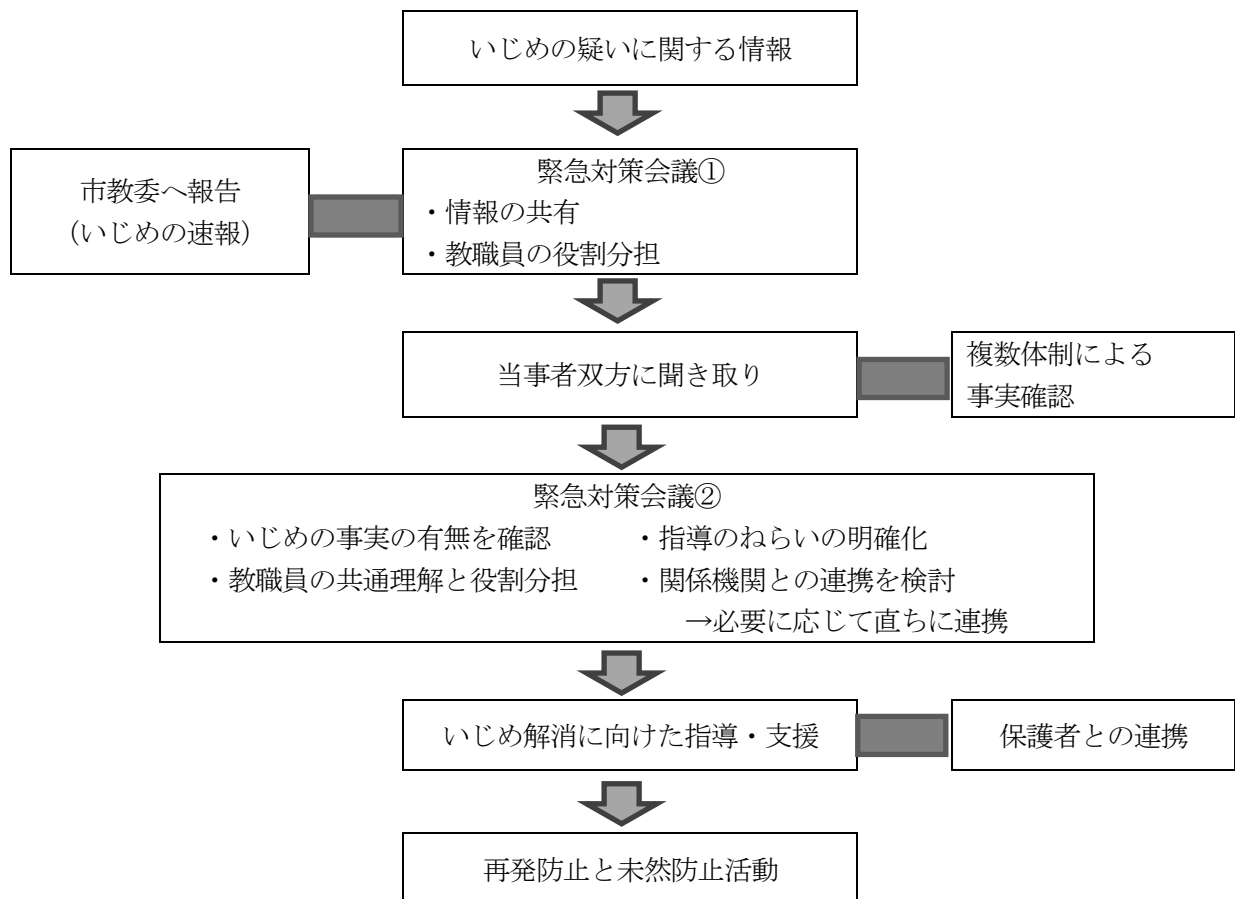 いじめの疑いに関する情報
市教委へ報告
（いじめの速報）
緊急対策会議①
・情報の共有
・教職員の役割分担
当事者双方に聞き取り
複数体制による
事実確認
緊急対策会議②
・いじめの事実の有無を確認
・教職員の共通理解と役割分担
・指導のねらいの明確化
・関係機関との連携を検討
→必要に応じて直ちに連携
いじめ解消に向けた指導・支援
保護者との連携
再発防止と未然防止活動